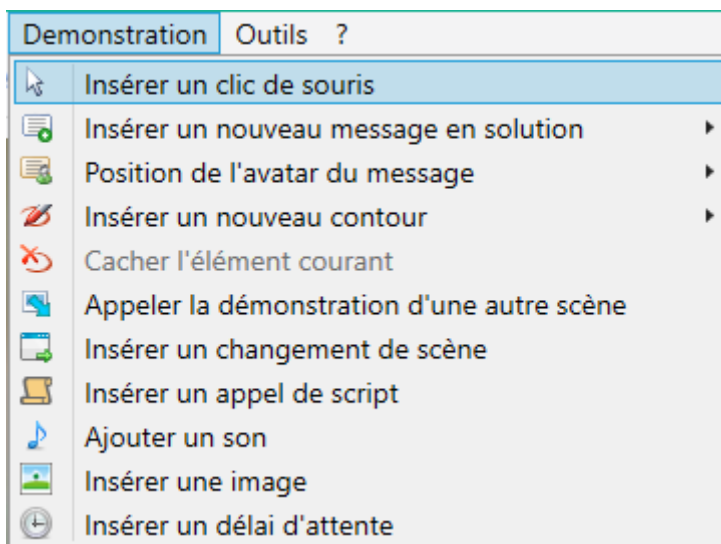 Demonstration Outils ?
Insérer un clic de souris
Insérer un nouveau message en solution
Position de l'avatar du message
Insérer un nouveau contour
Cacher l'élément courant
Appeler la démonstration d'une autre scène
Insérer un changement de scène
Insérer un appel de script
Ajouter un son
Insérer une image
Insérer un délai d'attente